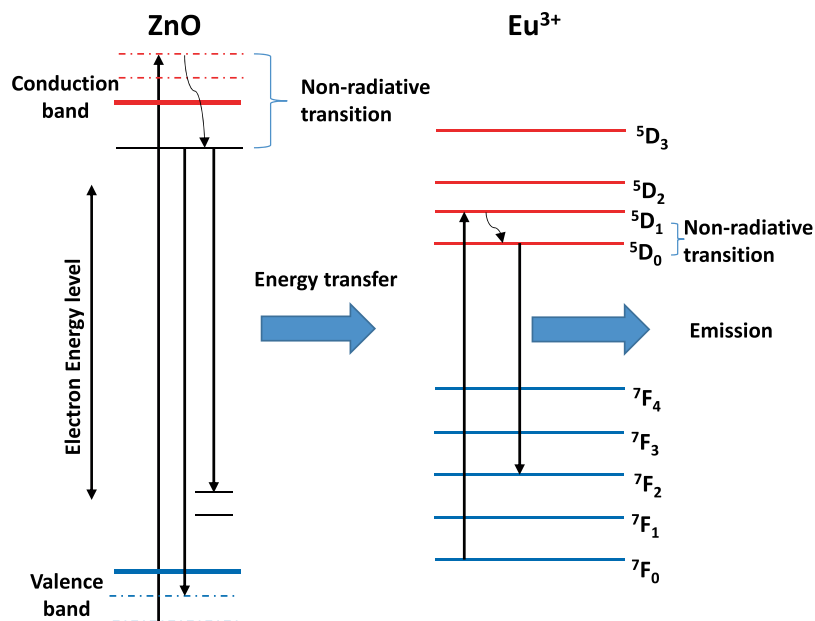 ZnO
Eu³⁺
Conduction
band
Non-radiative
transition
⁵D₃
⁵D₂
⁵D₁
⁵D₀
Non-radiative
transition
Electron Energy level
Energy transfer
Emission
⁷F₄
⁷F₃
⁷F₂
⁷F₁
⁷F₀
Valence
band